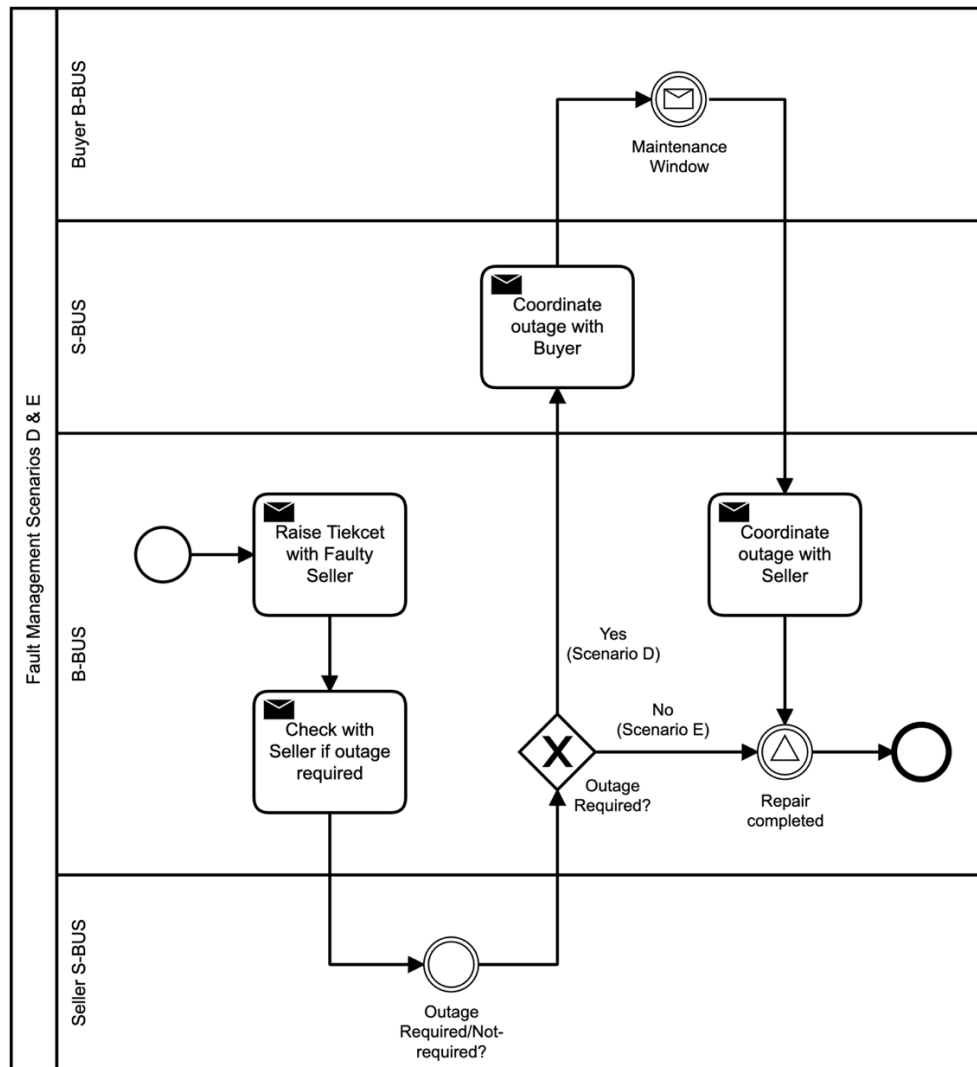 Fault Management Scenarios D & E
Buyer B-BUS
Maintenance
Window
S-BUS
Coordinate
outage with
Buyer
B-BUS
Raise Tiekcet
with Faulty
Seller
Coordinate
outage with
Seller
Yes
(Scenario D)
Check with
Seller if outage
required
No
(Scenario E)
X
Outage
Required?
Repair
completed
Seller S-BUS
Outage
Required/Not-
required?